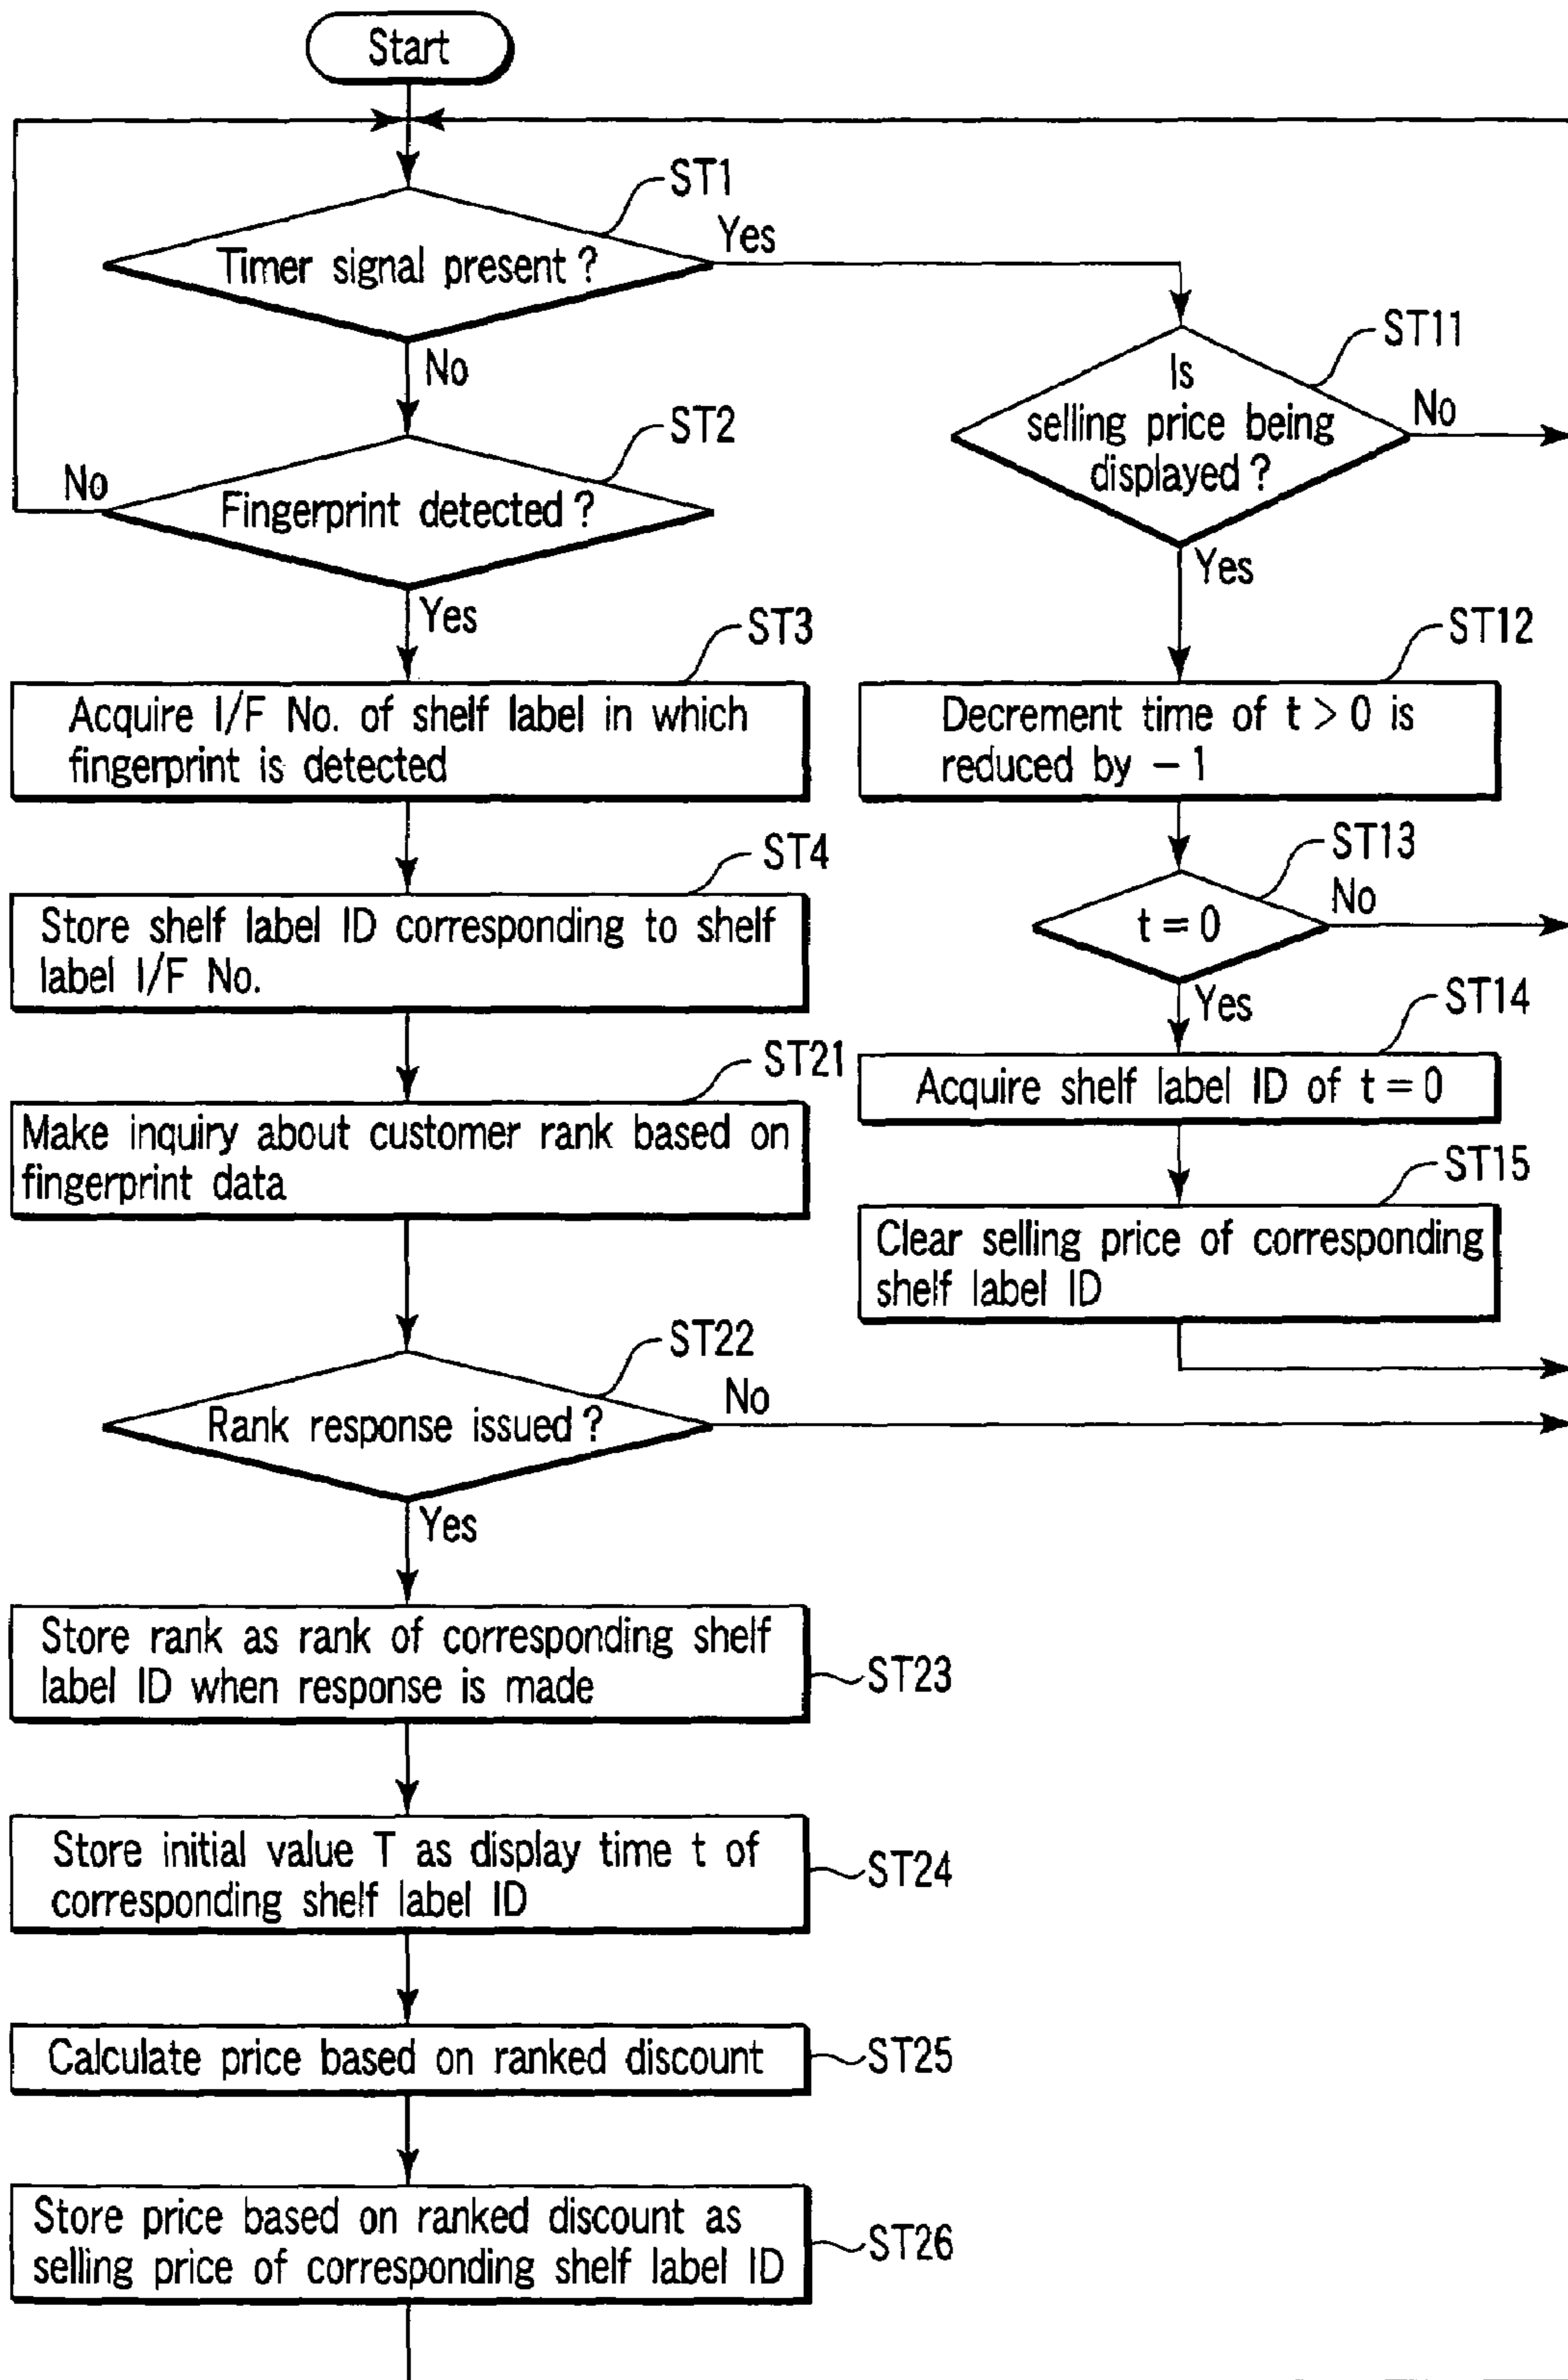 Start
ST1
Timer signal present ?
Yes
No
ST2
Fingerprint detected ?
No
Yes
ST3
Acquire I/F No. of shelf label in which
fingerprint is detected
ST4
Store shelf label ID corresponding to shelf
label I/F No.
ST21
Make inquiry about customer rank based on
fingerprint data
ST22
Rank response issued ?
No
Yes
Store rank as rank of corresponding shelf
label ID when response is made
ST23
Store initial value T as display time t of
corresponding shelf label ID
ST24
Calculate price based on ranked discount
ST25
Store price based on ranked discount as
selling price of corresponding shelf label ID
ST26
ST11
Is
selling price being
displayed ?
No
Yes
ST12
Decrement time of t > 0 is
reduced by − 1
ST13
t = 0
No
Yes
ST14
Acquire shelf label ID of t = 0
ST15
Clear selling price of corresponding
shelf label ID